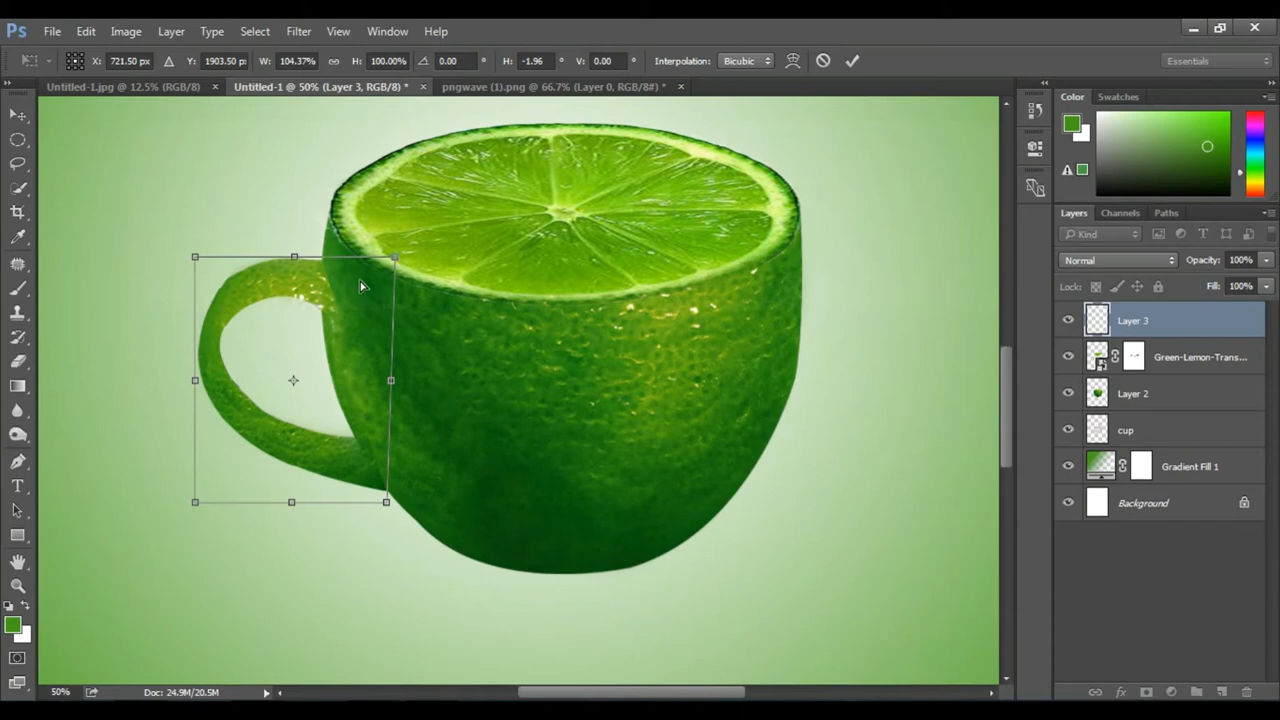 Ps File Edit Image Layer Type Select Filter 3D View Window Help
X: 721.50 px Y: 1903.50 p: W: 104.37% H: 100.00% 0.00 ° H: -1.96 ° V: 0.00 ° Interpolation: Bicubic Essentials
Untitled-1.jpg @ 12.5% (RGB/8) × Untitled-1 @ 50% (Layer 3, RGB/8) * × pngwave (1).png @ 66.7% (Layer 0, RGB/8#) * ×
Color Swatches
Layers Channels Paths
Kind
Normal Opacity: 100%
Lock: Fill: 100%
Layer 3
Green-Lemon-Trans...
Layer 2
cup
Gradient Fill 1
Background
50% Doc: 24.9M/20.5M